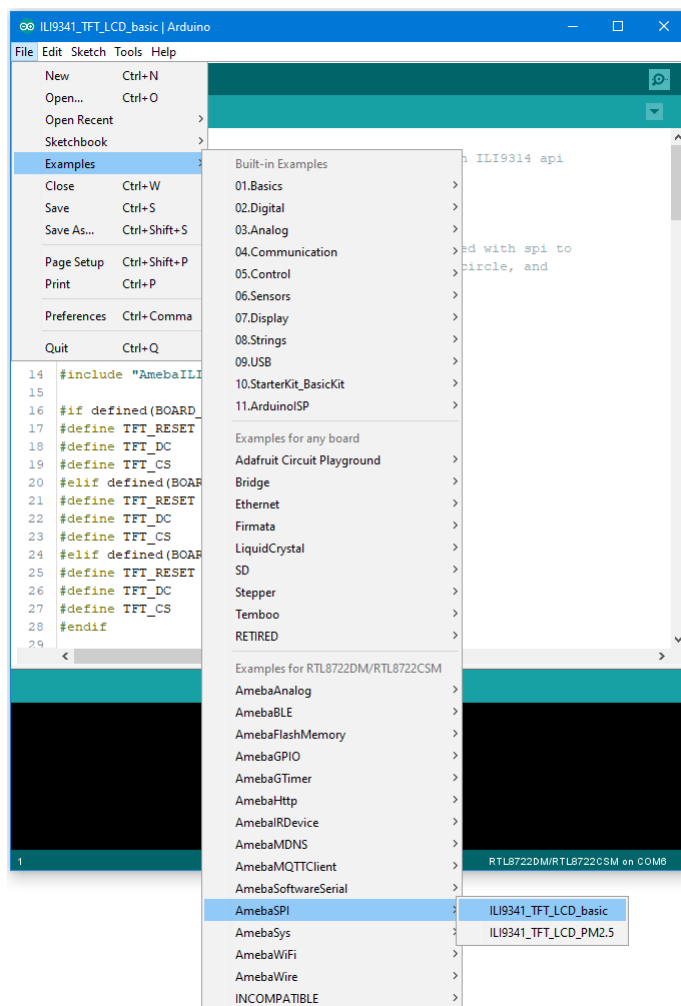 ILI9341_TFT_LCD_basic | Arduino
File Edit Sketch Tools Help
New Ctrl+N
Open... Ctrl+O
Open Recent
Sketchbook
Examples
Close Ctrl+W
Save Ctrl+S
Save As... Ctrl+Shift+S
Page Setup Ctrl+Shift+P
Print Ctrl+P
Preferences Ctrl+Comma
Quit Ctrl+Q
Built-in Examples
01.Basics
02.Digital
03.Analog
04.Communication
05.Control
06.Sensors
07.Display
08.Strings
09.USB
10.StarterKit_BasicKit
11.ArduinoISP
Examples for any board
Adafruit Circuit Playground
Bridge
Ethernet
Firmata
LiquidCrystal
SD
Stepper
Temboo
RETIRED
Examples for RTL8722DM/RTL8722CSM
AmebaAnalog
AmebaBLE
AmebaFlashMemory
AmebaGPIO
AmebaGTimer
AmebaHttp
AmebaIRDevice
AmebaMDNS
AmebaMQTTClient
AmebaSoftwareSerial
AmebaSPI
AmebaSys
AmebaWiFi
AmebaWire
INCOMPATIBLE
ILI9341_TFT_LCD_basic
ILI9341_TFT_LCD_PM2.5
ILI9314 api
ed with spi to
circle, and
14 #include "AmebaILI
15
16 #if defined(BOARD_
17 #define TFT_RESET
18 #define TFT_DC
19 #define TFT_CS
20 #elif defined(BOAR
21 #define TFT_RESET
22 #define TFT_DC
23 #define TFT_CS
24 #elif defined(BOAR
25 #define TFT_RESET
26 #define TFT_DC
27 #define TFT_CS
28 #endif
29
1 RTL8722DM/RTL8722CSM on COM6